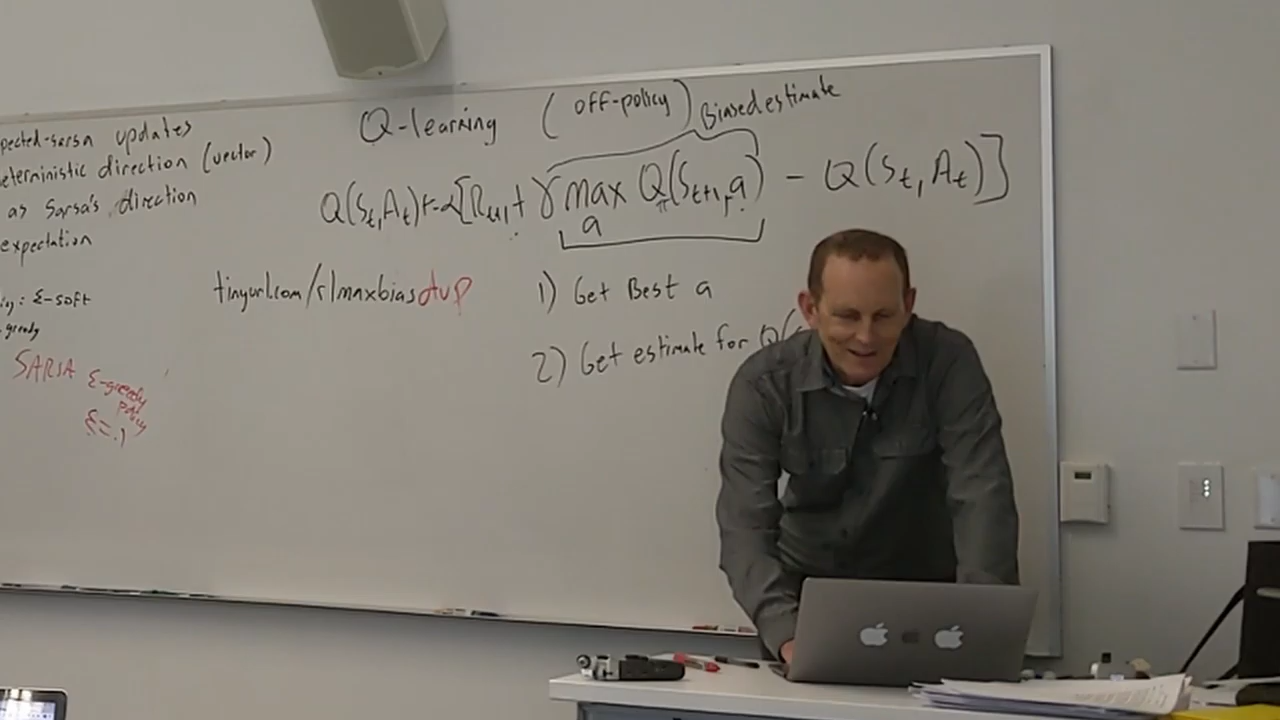 pected-sarsa updates
eterministic direction (vector)
as Sarsa's direction
expectation
: ε-soft
greedy
SARSA ε-greedy
policy
ε=.1
Q-learning (off-policy)
Biased estimate
Q(St,At)+=α[Rt+1+γ max Q(St+1,a) - Q(St,At)]
a
tinyurl.com/rlmaxbiasdup
1) Get Best a
2) Get estimate for Q(